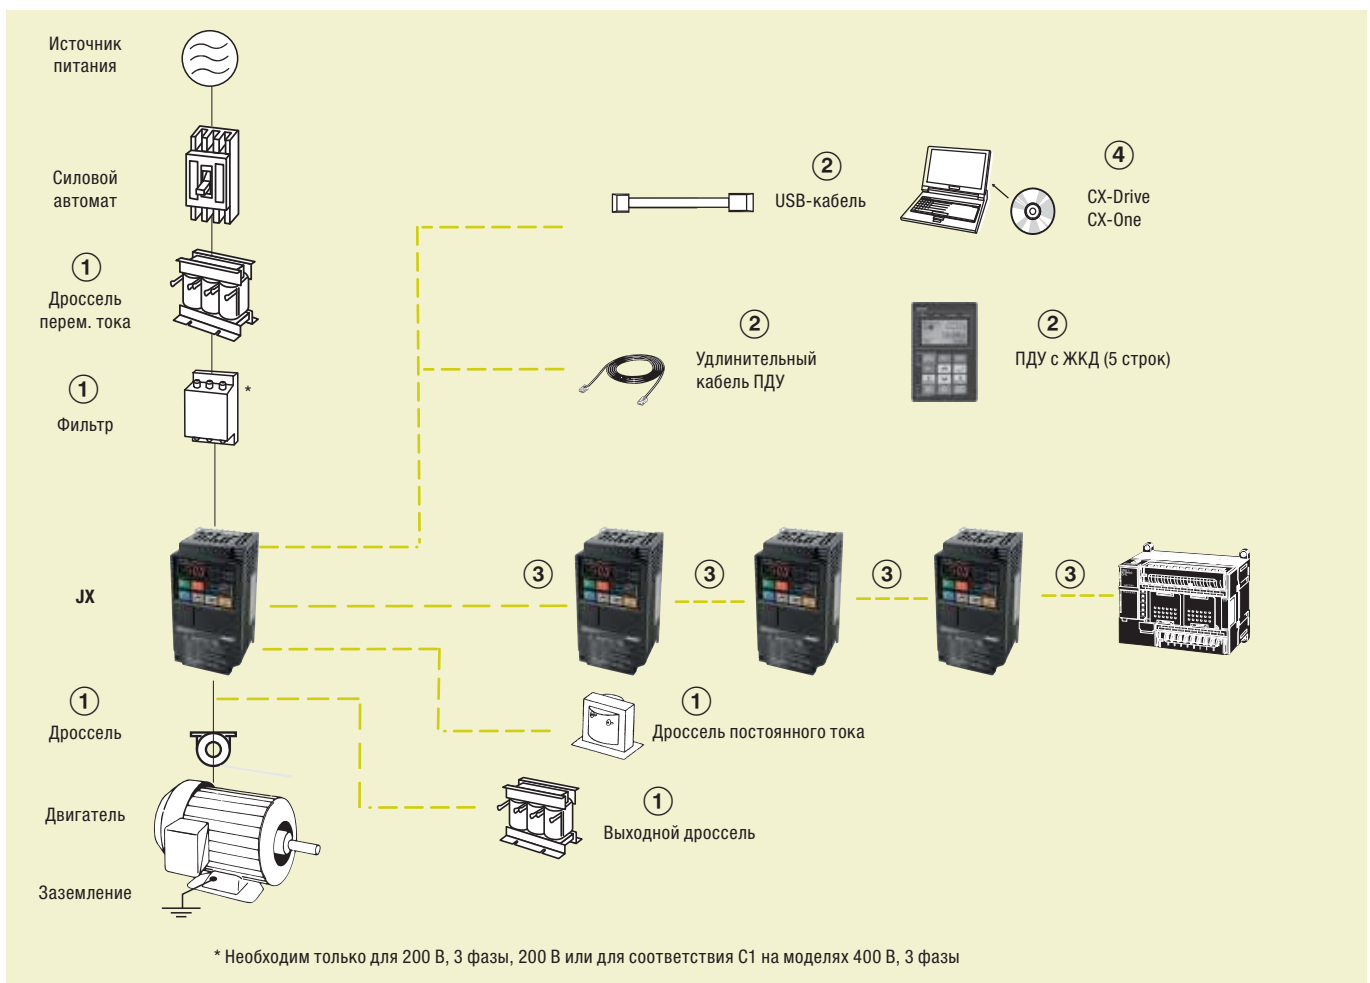 Источник
питания
Силовой
автомат
1
Дроссель
перем. тока
1
Фильтр
*
2
USB-кабель
4
CX-Drive
CX-One
2
Удлинительный
кабель ПДУ
2
ПДУ с ЖКД (5 строк)
JX
3
3
3
3
1
Дроссель
1
Дроссель постоянного тока
Двигатель
1
Выходной дроссель
Заземление
* Необходим только для 200 В, 3 фазы, 200 В или для соответствия C1 на моделях 400 В, 3 фазы